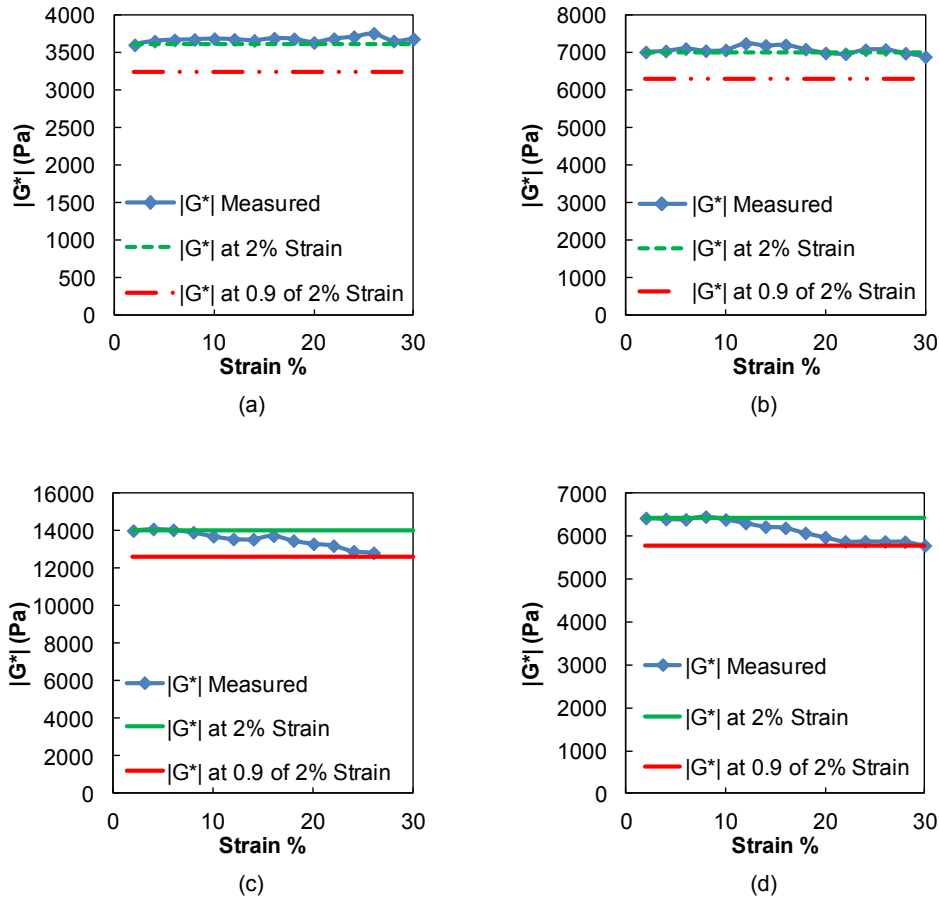 4000
3500
3000
2500
2000
1500
1000
500
0
|G*| (Pa)
|G*| Measured
|G*| at 2% Strain
|G*| at 0.9 of 2% Strain
0 10 20 30
Strain %
(a)
8000
7000
6000
5000
4000
3000
2000
1000
0
|G*| (Pa)
|G*| Measured
|G*| at 2% Strain
|G*| at 0.9 of 2% Strain
0 10 20 30
Strain %
(b)
16000
14000
12000
10000
8000
6000
4000
2000
0
|G*| (Pa)
|G*| Measured
|G*| at 2% Strain
|G*| at 0.9 of 2% Strain
0 10 20 30
Strain %
(c)
7000
6000
5000
4000
3000
2000
1000
0
|G*| (Pa)
|G*| Measured
|G*| at 2% Strain
|G*| at 0.9 of 2% Strain
0 10 20 30
Strain %
(d)